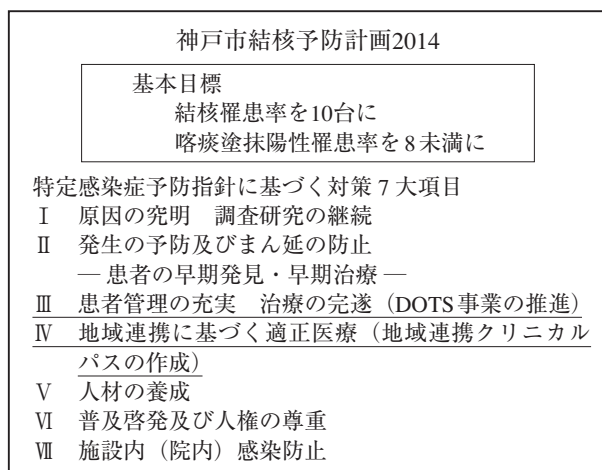 神戸市結核予防計画2014
基本目標
結核罹患率を10台に
喀痰塗抹陽性罹患率を8未満に
特定感染症予防指針に基づく対策7大項目
Ⅰ 原因の究明 調査研究の継続
Ⅱ 発生の予防及びまん延の防止
― 患者の早期発見・早期治療 ―
Ⅲ 患者管理の充実 治療の完遂（DOTS事業の推進）
Ⅳ 地域連携に基づく適正医療（地域連携クリニカル
パスの作成）
Ⅴ 人材の養成
Ⅵ 普及啓発及び人権の尊重
Ⅶ 施設内（院内）感染防止